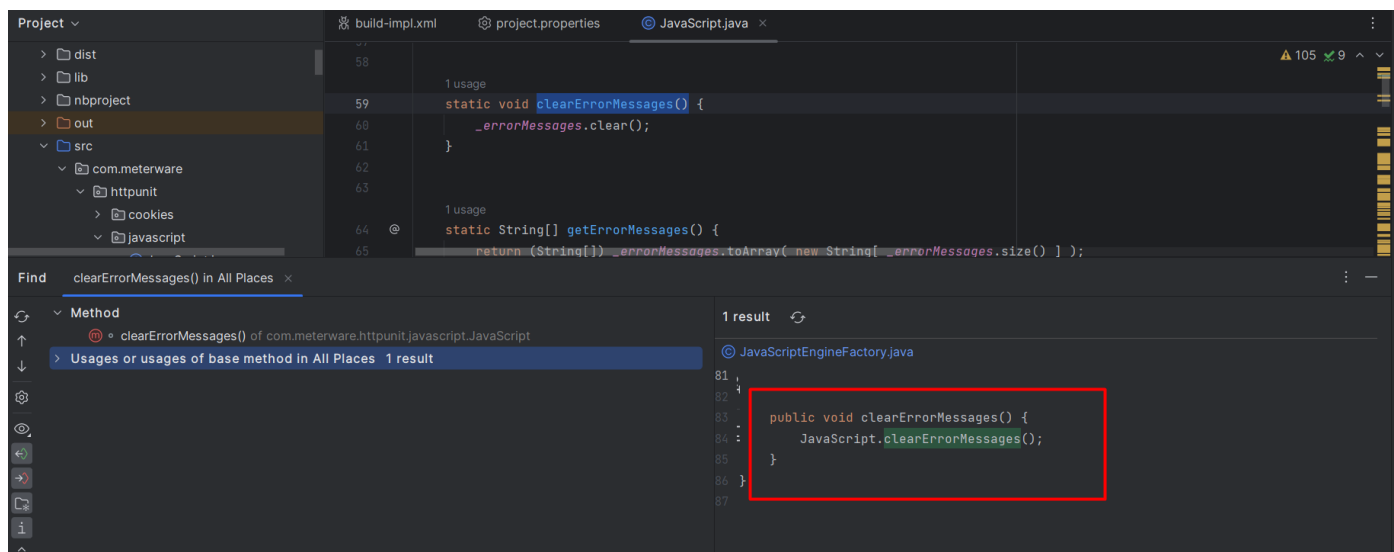 Project
build-impl.xml
project.properties
JavaScript.java
dist
lib
nbproject
out
src
com.meterware
httpunit
cookies
javascript
105 9
58
1 usage
59 static void clearErrorMessages() {
60 _errorMessages.clear();
61 }
62
63
1 usage
64 @ static String[] getErrorMessages() {
65 return (String[]) _errorMessages.toArray( new String[ _errorMessages.size() ] );
Find clearErrorMessages() in All Places
Method
m clearErrorMessages() of com.meterware.httpunit.javascript.JavaScript
Usages or usages of base method in All Places 1 result
1 result
JavaScriptEngineFactory.java
81
82
83 public void clearErrorMessages() {
84 JavaScript.clearErrorMessages();
85 }
86 }
87